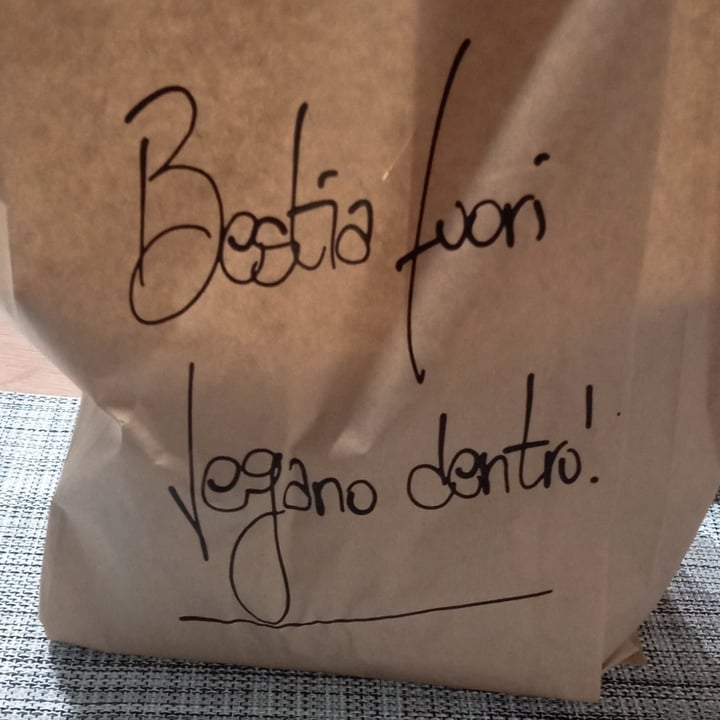 Bestia fuori
Vegano dentro!